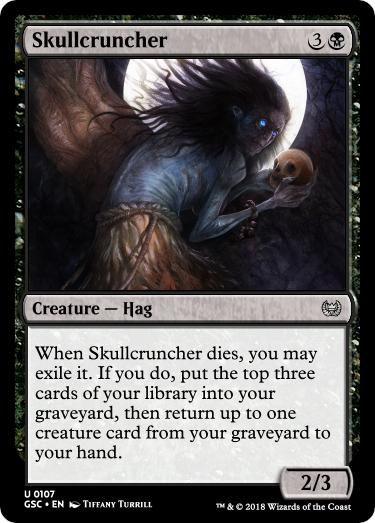 Skullcruncher 3
Creature — Hag
When Skullcruncher dies, you may
exile it. If you do, put the top three
cards of your library into your
graveyard, then return up to one
creature card from your graveyard to
your hand.
2/3
U 0107
GSC • EN Tiffany Turrill
™ & © 2018 Wizards of the Coast